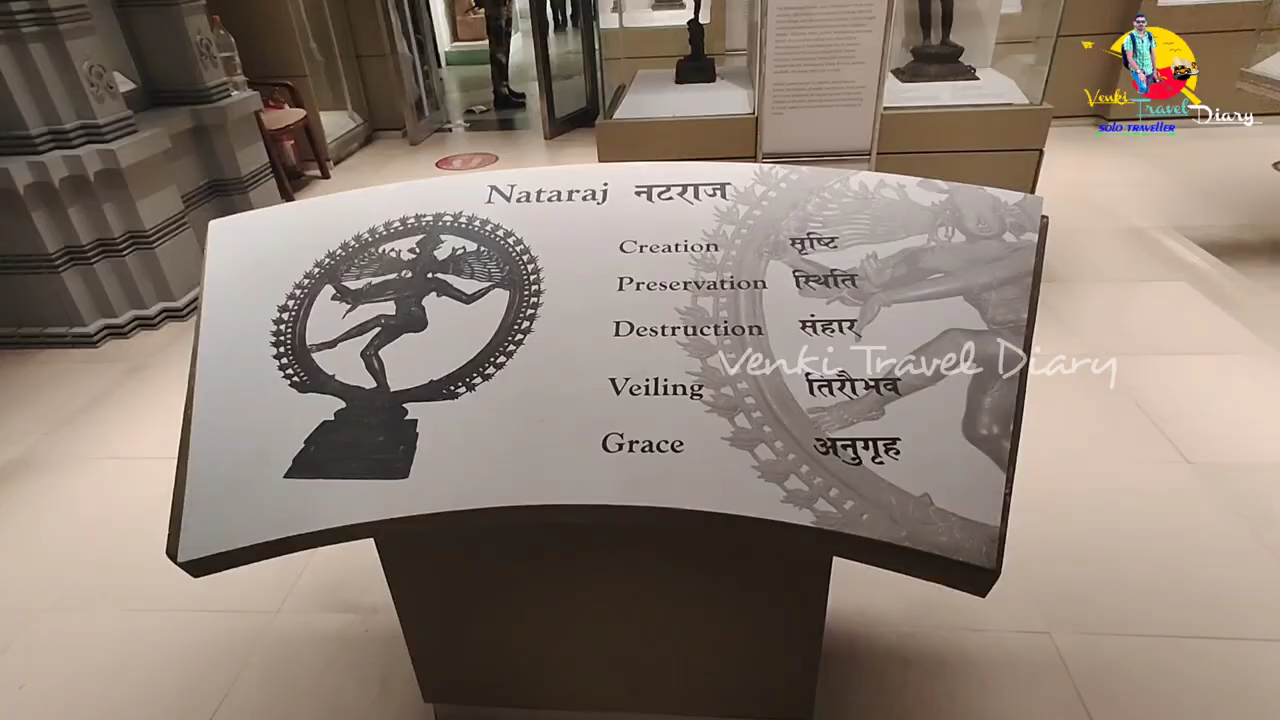 Venki Travel Diary
SOLO TRAVELLER
Nataraj नटराज
Creation सृष्टि
Preservation स्थिति
Destruction संहार
Venki Travel Diary
Veiling तिरौभव
Grace अनुगृह